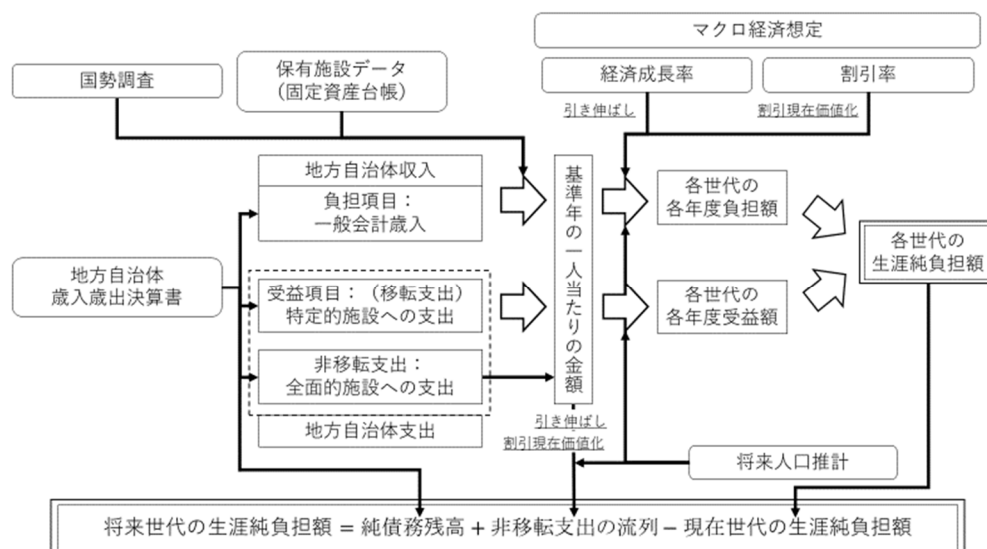 マクロ経済想定
国勢調査
保有施設データ
（固定資産台帳）
経済成長率
割引率
引き伸ばし
割引現在価値化
地方自治体収入
負担項目：
一般会計歳入
基準年の一人当たりの金額
各世代の
各年度負担額
各世代の
生涯純負担額
地方自治体
歳入歳出決算書
受益項目：（移転支出）
特定的施設への支出
各世代の
各年度受益額
非移転支出：
全面的施設への支出
地方自治体支出
引き伸ばし
割引現在価値化
将来人口推計
将来世代の生涯純負担額 = 純債務残高 + 非移転支出の流列 − 現在世代の生涯純負担額